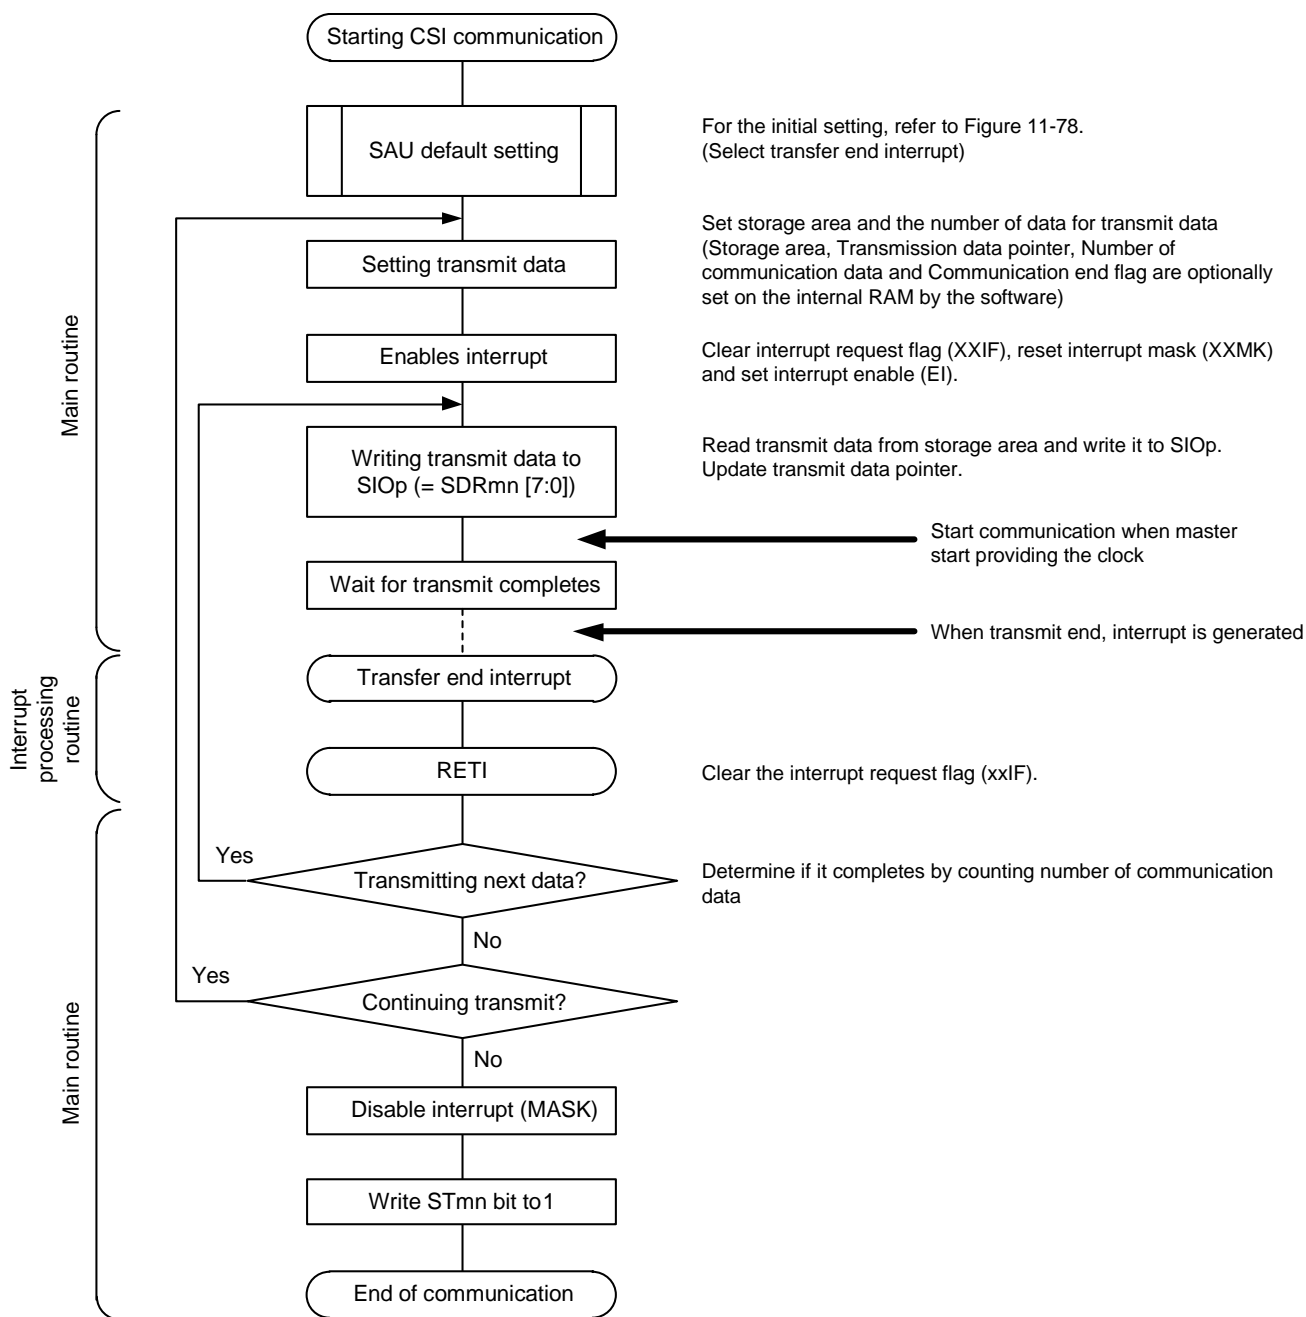 Starting CSI communication
SAU default setting
For the initial setting, refer to Figure 11-78.
(Select transfer end interrupt)
Setting transmit data
Set storage area and the number of data for transmit data
(Storage area, Transmission data pointer, Number of
communication data and Communication end flag are optionally
set on the internal RAM by the software)
Main routine
Enables interrupt
Clear interrupt request flag (XXIF), reset interrupt mask (XXMK)
and set interrupt enable (EI).
Writing transmit data to
SIOp (= SDRmn [7:0])
Read transmit data from storage area and write it to SIOp.
Update transmit data pointer.
Start communication when master
start providing the clock
Wait for transmit completes
When transmit end, interrupt is generated
Transfer end interrupt
Interrupt
processing
routine
RETI
Clear the interrupt request flag (xxIF).
Yes
Transmitting next data?
Determine if it completes by counting number of communication
data
No
Yes
Continuing transmit?
No
Main routine
Disable interrupt (MASK)
Write STmn bit to1
End of communication